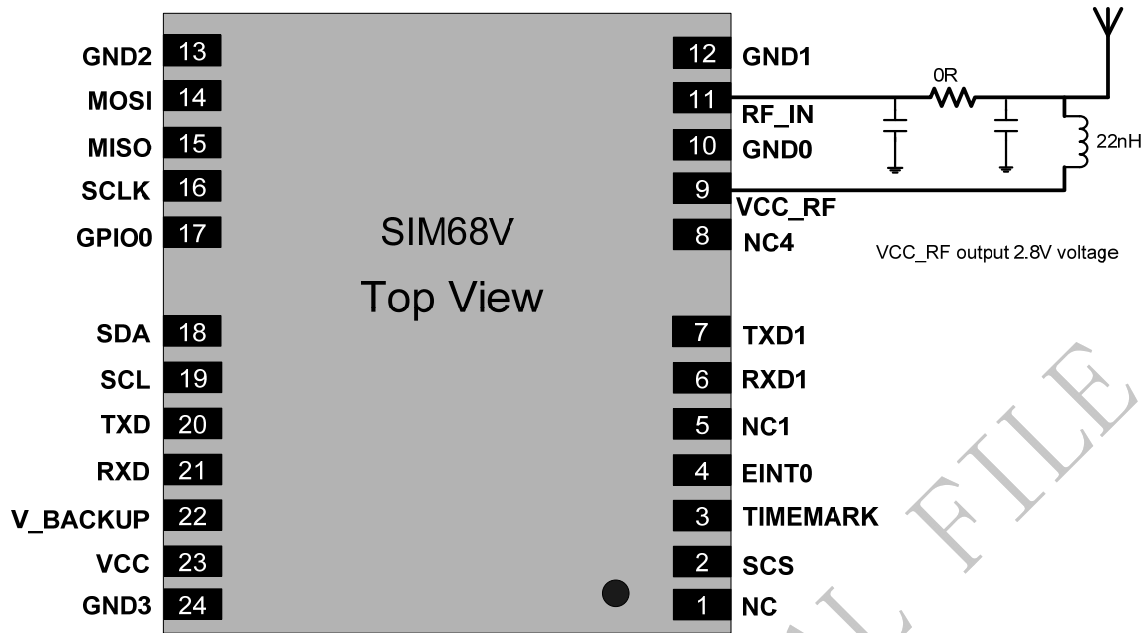 GND2 13
MOSI 14
MISO 15
SCLK 16
GPIO0 17
SDA 18
SCL 19
TXD 20
RXD 21
V_BACKUP 22
VCC 23
GND3 24
SIM68V
Top View
12 GND1
11 RF_IN
10 GND0
9 VCC_RF
8 NC4
7 TXD1
6 RXD1
5 NC1
4 EINT0
3 TIMEMARK
2 SCS
1 NC
0R
22nH
VCC_RF output 2.8V voltage
FILE